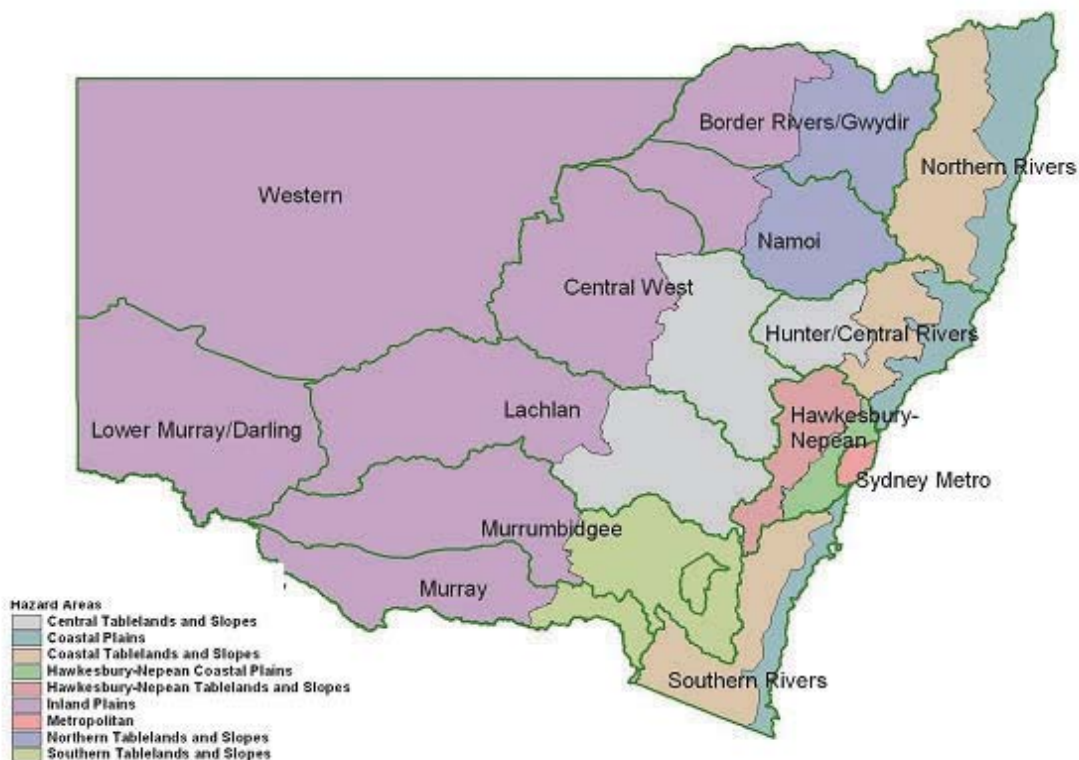 Border Rivers/Gwydir
Northern Rivers
Western
Namoi
Central West
Hunter/Central Rivers
Lachlan
Hawkesbury-
Nepean
Lower Murray/Darling
Sydney Metro
Murrumbidgee
Murray
Southern Rivers
Hazard Areas
Central Tablelands and Slopes
Coastal Plains
Coastal Tablelands and Slopes
Hawkesbury-Nepean Coastal Plains
Hawkesbury-Nepean Tablelands and Slopes
Inland Plains
Metropolitan
Northern Tablelands and Slopes
Southern Tablelands and Slopes